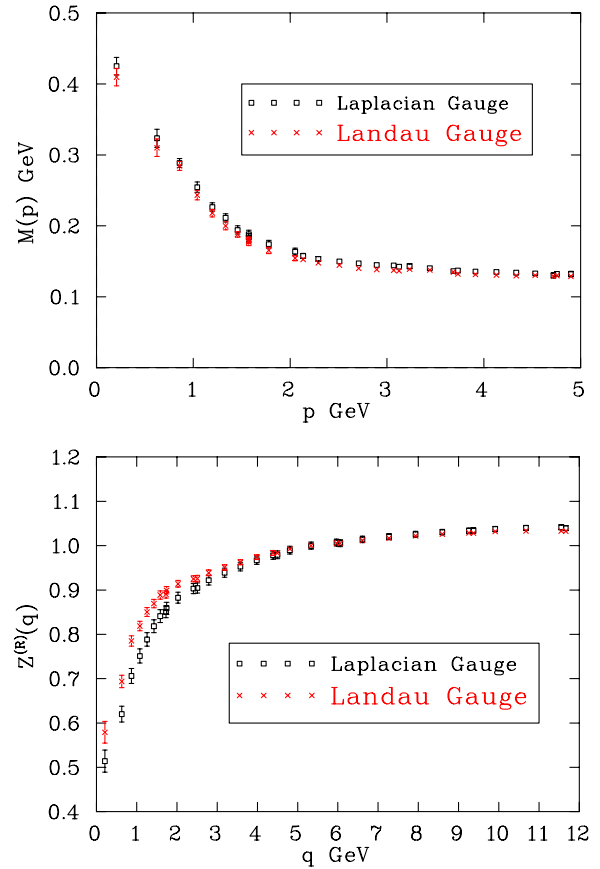 0.5
0.4
0.3
0.2
0.1
0.0
M(p) GeV
Laplacian Gauge
Landau Gauge
0 1 2 3 4 5
p GeV
1.2
1.1
1.0
0.9
0.8
0.7
0.6
0.5
0.4
Z(R)(q)
Laplacian Gauge
Landau Gauge
0 1 2 3 4 5 6 7 8 9 10 11 12
q GeV